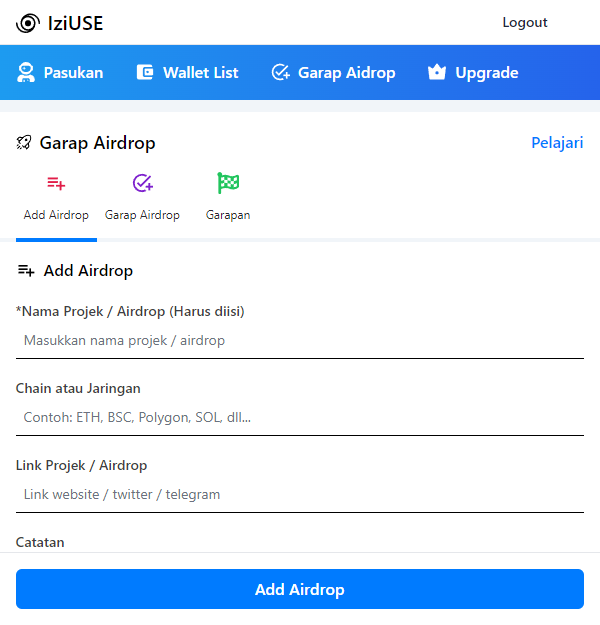 IziUSE
Logout
Pasukan
Wallet List
Garap Aidrop
Upgrade
Garap Airdrop
Pelajari
Add Airdrop
Garap Airdrop
Garapan
Add Airdrop
*Nama Projek / Airdrop (Harus diisi)
Masukkan nama projek / airdrop
Chain atau Jaringan
Contoh: ETH, BSC, Polygon, SOL, dll...
Link Projek / Airdrop
Link website / twitter / telegram
Catatan
Add Airdrop